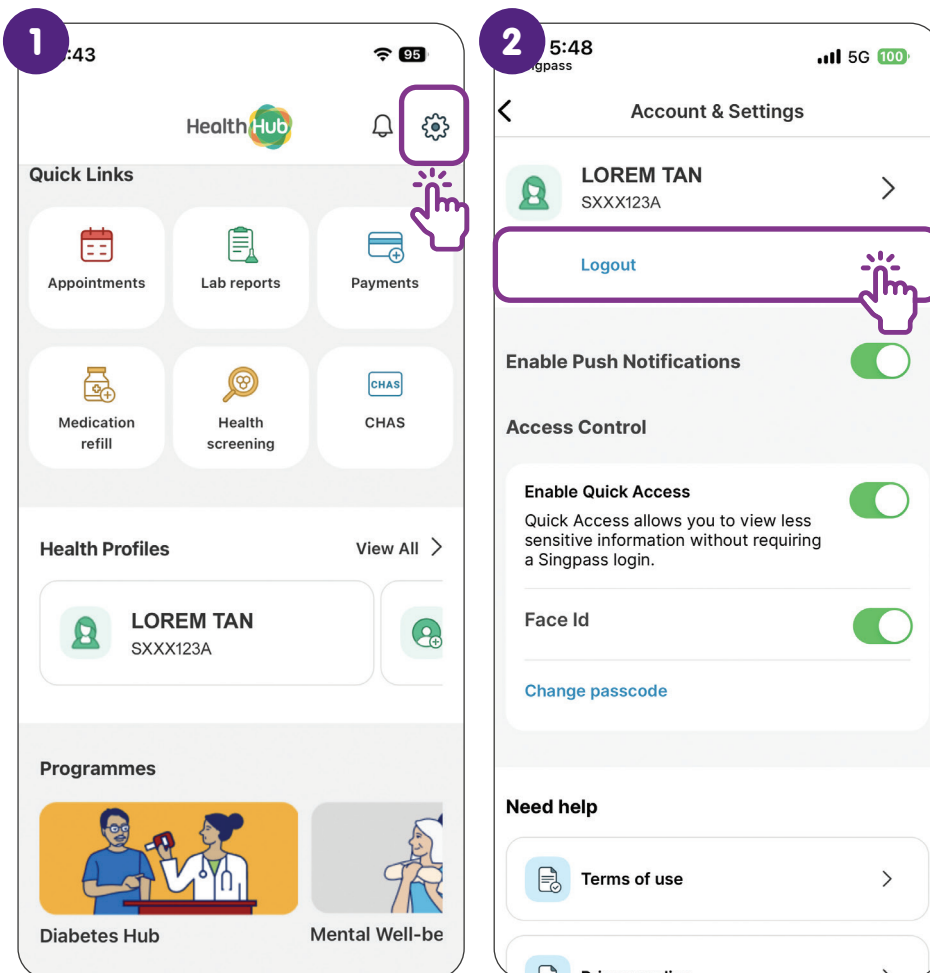 1
:43
95
HealthHub
Quick Links
Appointments
Lab reports
Payments
Medication
refill
Health
screening
CHAS
CHAS
Health Profiles
View All
LOREM TAN
SXXX123A
Programmes
Diabetes Hub
Mental Well-be
2
5:48
gpass
5G 100
Account & Settings
LOREM TAN
SXXX123A
Logout
Enable Push Notifications
Access Control
Enable Quick Access
Quick Access allows you to view less
sensitive information without requiring
a Singpass login.
Face Id
Change passcode
Need help
Terms of use